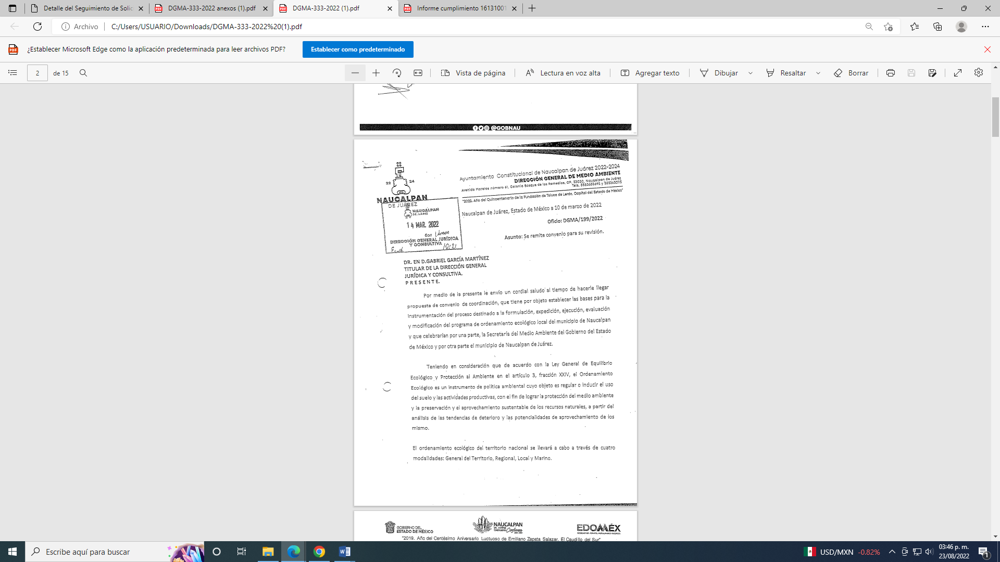 Detalle del Seguimiento de Solici
DGMA-333-2022 anexos (1).pdf
DGMA-333-2022 (1).pdf
Informe cumplimiento 16131001
Archivo
C:/Users/USUARIO/Downloads/DGMA-333-2022%20(1).pdf
¿Establecer Microsoft Edge como la aplicación predeterminada para leer archivos PDF?
Establecer como predeterminado
2 de 15
Vista de página
Lectura en voz alta
Agregar texto
Dibujar
Resaltar
Borrar
@GOBNAU
22 24
NAUCALPAN
DE JUÁREZ
Ayuntamiento Constitucional de Naucalpan de Juárez 2022-2024
DIRECCIÓN GENERAL DE MEDIO AMBIENTE
Avenida Morelos número 61, Colonia Bosque de los Remedios, CP. 53030, Naucalpan de Juárez
Tels. 5553635692 y 5553630115
"2022. Año del Quincentenario de la Fundación de Toluca de Lerdo, Capital del Estado de México"
NAUCALPAN
DE JUÁREZ
14 MAR. 2022
DIRECCIÓN GENERAL JURÍDICA
Y CONSULTIVA 10:21
Naucalpan de Juárez, Estado de México a 10 de marzo de 2022
Oficio: DGMA/199/2022
Asunto: Se remite convenio para su revisión.
DR. EN D.GABRIEL GARCÍA MARTÍNEZ
TITULAR DE LA DIRECCIÓN GENERAL
JURÍDICA Y CONSULTIVA.
P R E S E N T E.
Por medio de la presente le envío un cordial saludo al tiempo de hacerle llegar
propuesta de convenio de coordinación, que tiene por objeto establecer las bases para la
instrumentación del proceso destinado a la formulación, expedición, ejecución, evaluación
y modificación del programa de ordenamiento ecológico local del municipio de Naucalpan
y que celebrarían por una parte, la Secretaría del Medio Ambiente del Gobierno del Estado
de México y por otra parte el municipio de Naucalpan de Juárez.
Teniendo en consideración que de acuerdo con la Ley General de Equilibrio
Ecológico y Protección al Ambiente en el artículo 3, fracción XXIV, el Ordenamiento
Ecológico es un instrumento de política ambiental cuyo objeto es regular o inducir el uso
del suelo y las actividades productivas, con el fin de lograr la protección del medio ambiente
y la preservación y el aprovechamiento sustentable de los recursos naturales, a partir del
análisis de las tendencias de deterioro y las potencialidades de aprovechamiento de los
mismo.
El ordenamiento ecológico del territorio nacional se llevará a cabo a través de cuatro
modalidades: General del Territorio, Regional, Local y Marino.
GOBIERNO DEL
ESTADO DE MÉXICO
NAUCALPAN
DE JUÁREZ
EDOMÉX
"2019. Año del Centésimo Aniversario Luctuoso de Emiliano Zapata Salazar. El Caudillo del Sur"
Escribe aquí para buscar
USD/MXN -0.82%
03:46 p. m.
23/08/2022
1